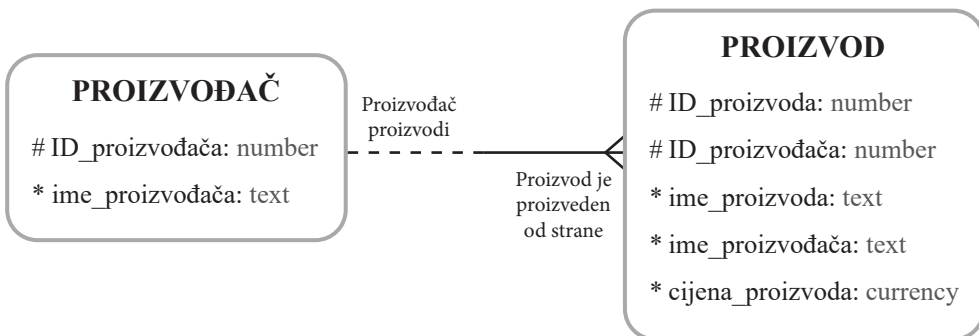 PROIZVOĐAČ
# ID_proizvođača: number
* ime_proizvođača: text
Proizvođač
proizvodi
Proizvod je
proizveden
od strane
PROIZVOD
# ID_proizvoda: number
# ID_proizvođača: number
* ime_proizvoda: text
* ime_proizvođača: text
* cijena_proizvoda: currency